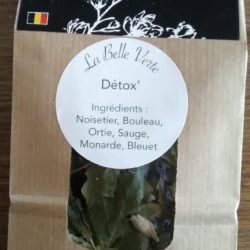 La Belle Verte
Détox'
Ingrédients :
Noisetier, Bouleau,
Ortie, Sauge,
Monarde, Bleuet